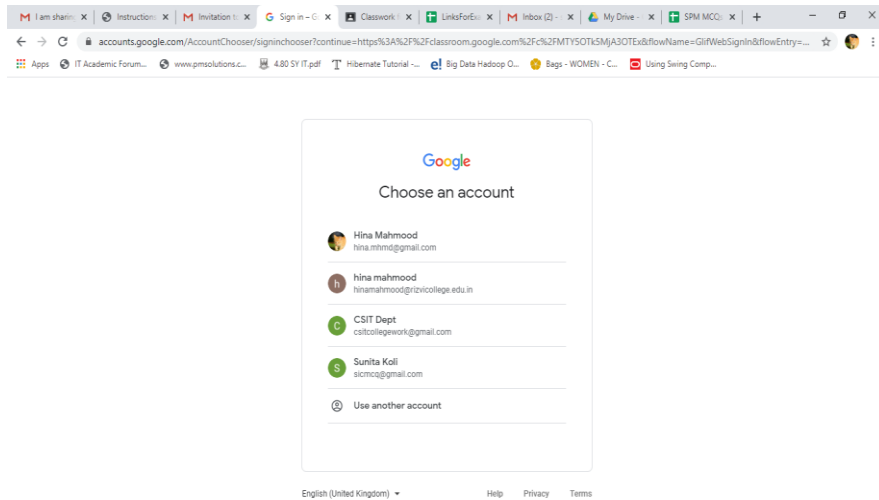 I am sharin
Instruction
Invitation to
Sign in – G
Classwork f
LinksForExa
Inbox (2) -
My Drive -
SPM MCQ
accounts.google.com/AccountChooser/signinchooser?continue=https%3A%2F%2Fclassroom.google.com%2Fc%2FMTY5OTk5MjA3OTEx&flowName=GlifWebSignIn&flowEntry=...
Apps
IT Academic Forum...
www.pmsolutions.c...
4.80 SY IT.pdf
Hibernate Tutorial -...
Big Data Hadoop O...
Bags - WOMEN - C...
Using Swing Comp...
Google
Choose an account
Hina Mahmood
hina.mhmd@gmail.com
h
hina mahmood
hinamahmood@rizvicollege.edu.in
C
CSIT Dept
csitcollegework@gmail.com
S
Sunita Koli
sicmcq@gmail.com
Use another account
English (United Kingdom)
Help
Privacy
Terms